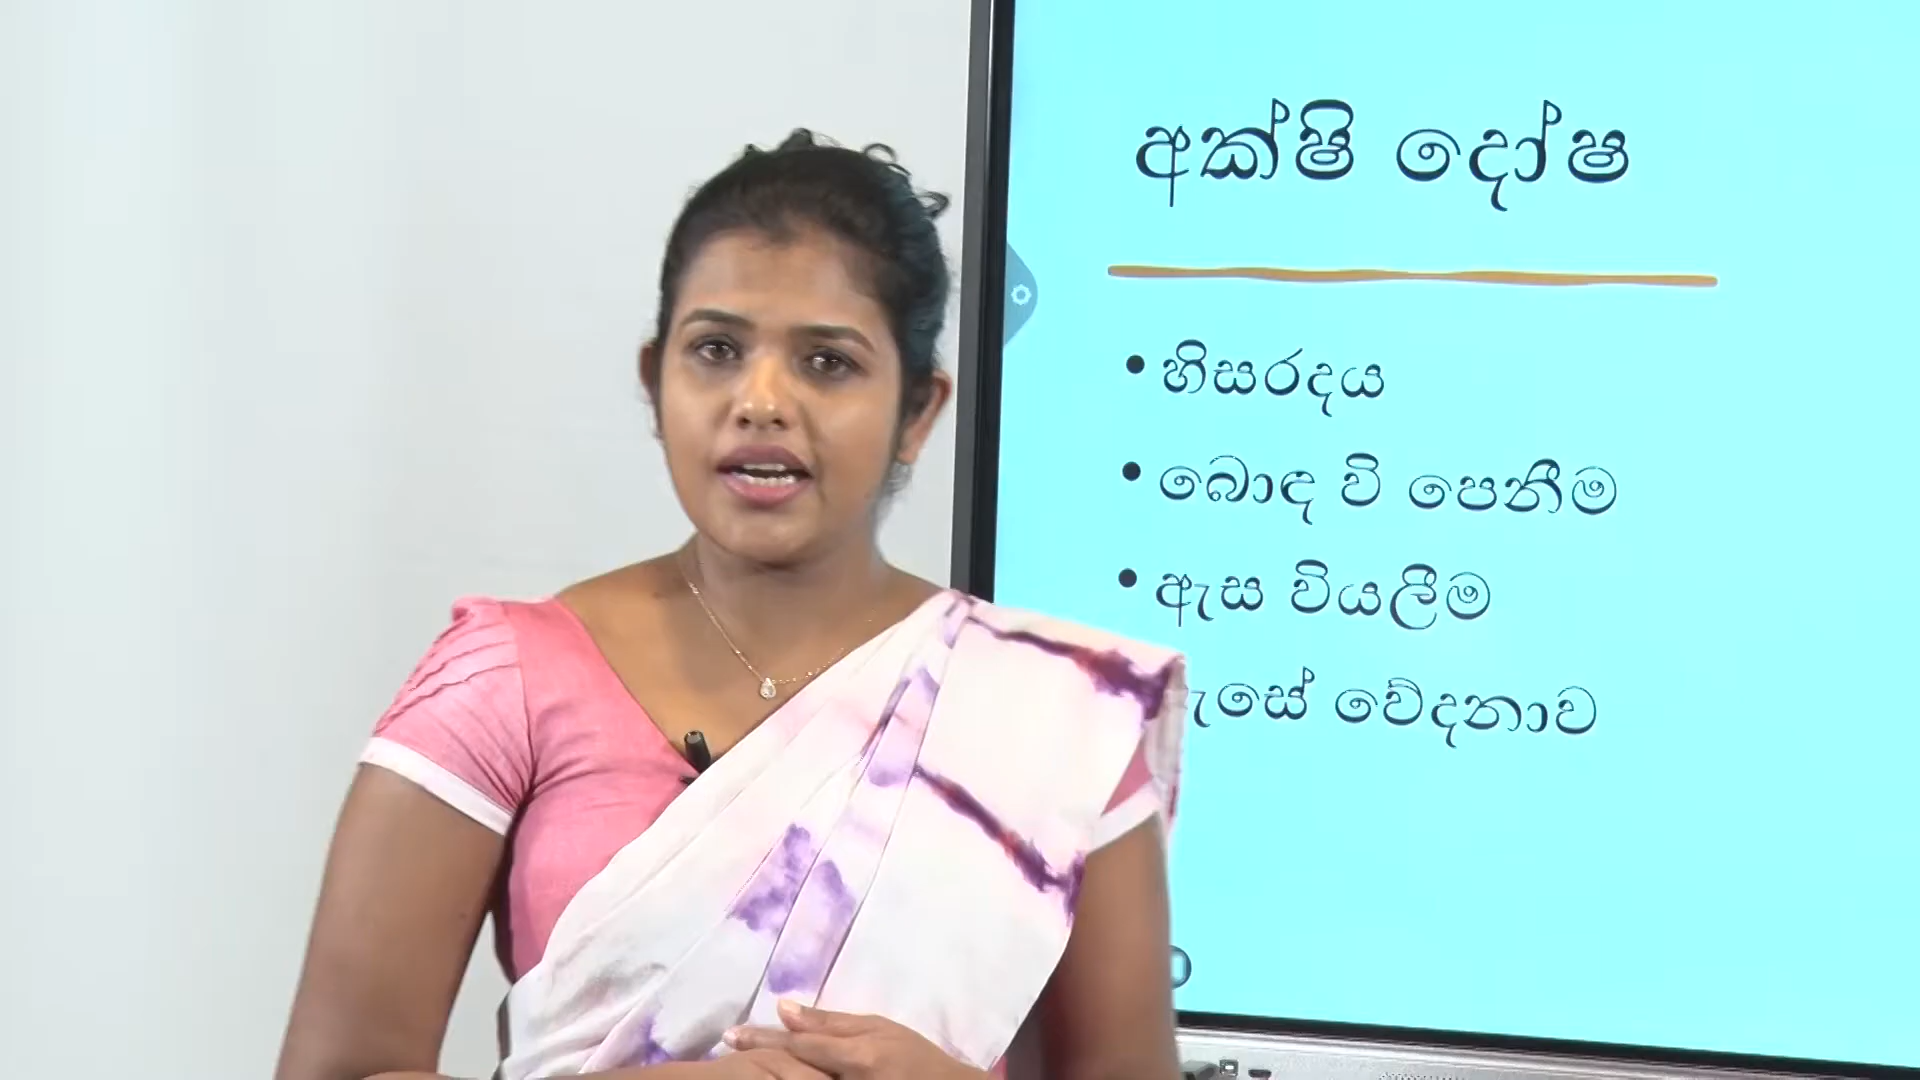 අක්ෂි දෝෂ
• හිසරදය
• බොඳ වි පෙනීම
• ඇස වියලීම
වේදනාව